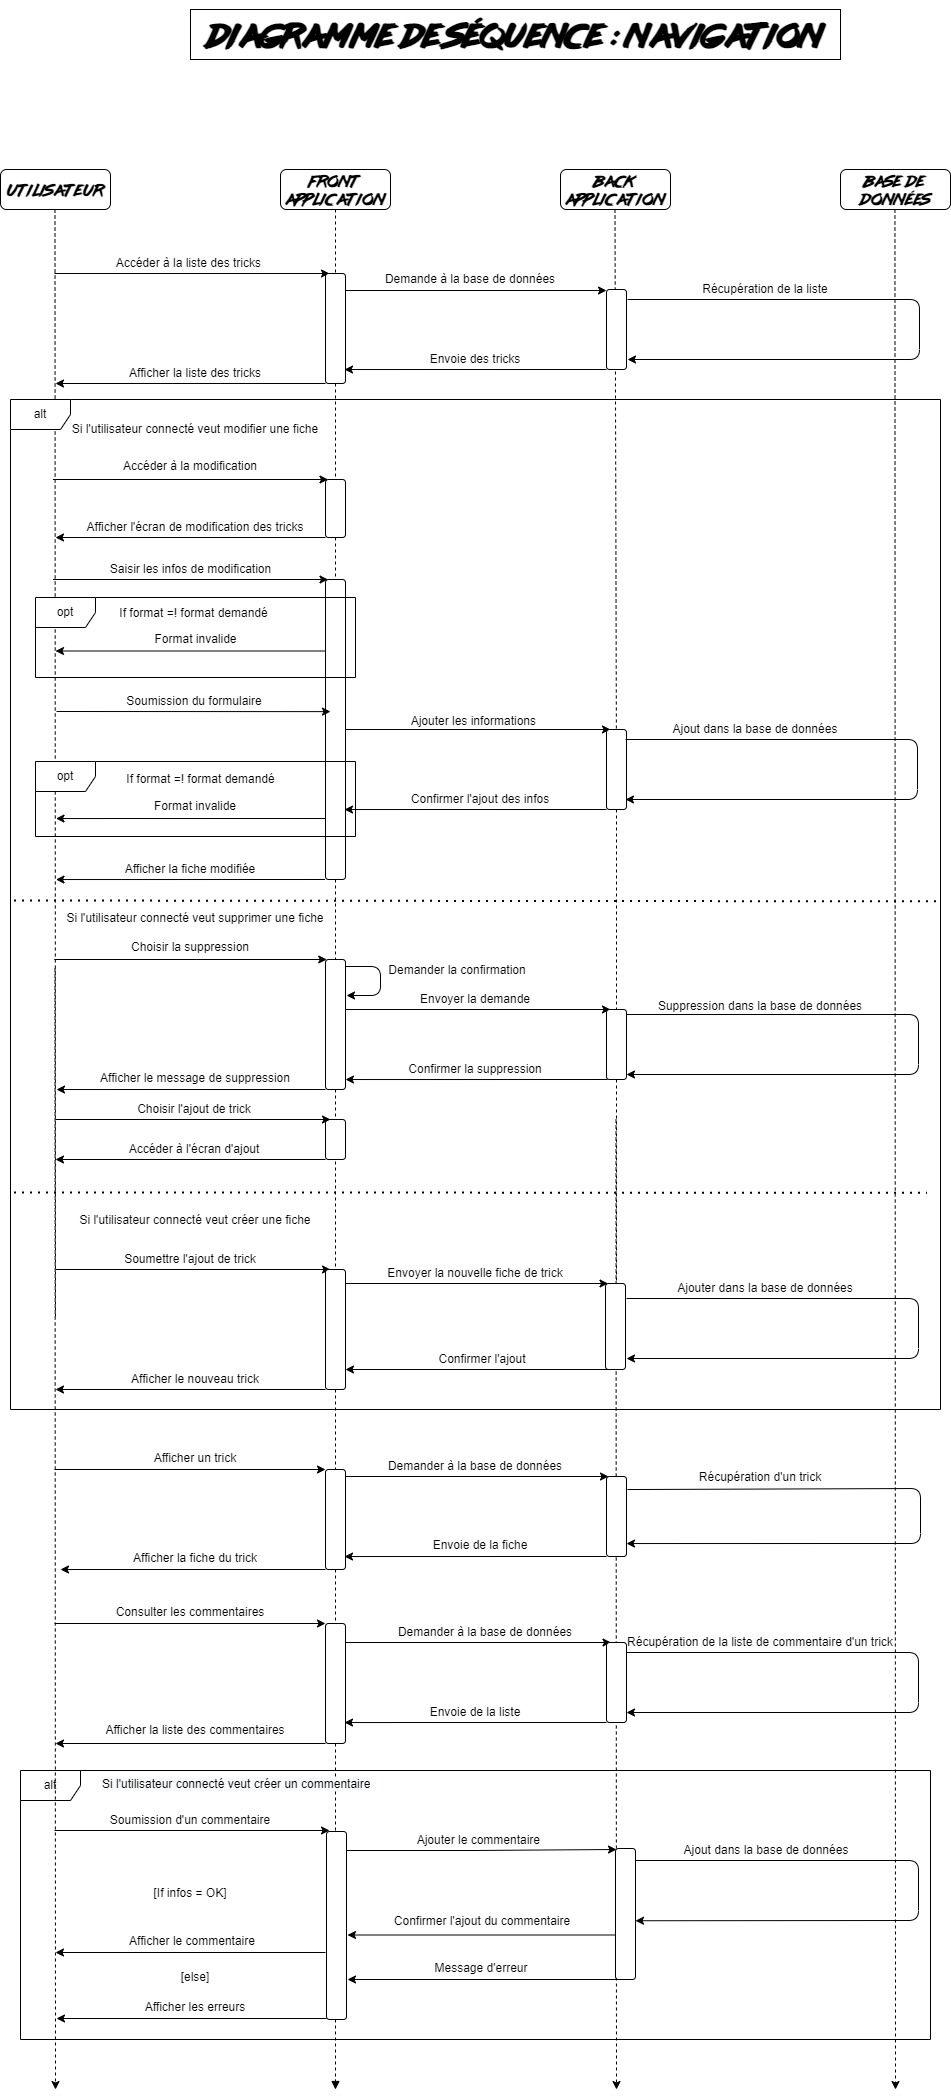 DIAGRAMME DE SÉQUENCE : NAVIGATION
UTILISATEUR
FRONT
APPLICATION
BACK
APPLICATION
BASE DE
DONNÉES
Accéder à la liste des tricks
Demande à la base de données
Récupération de la liste
Envoie des tricks
Afficher la liste des tricks
alt
Si l'utilisateur connecté veut modifier une fiche
Accéder à la modification
Afficher l'écran de modification des tricks
Saisir les infos de modification
opt
If format =! format demandé
Format invalide
Soumission du formulaire
Ajouter les informations
Ajout dans la base de données
opt
If format =! format demandé
Format invalide
Confirmer l'ajout des infos
Afficher la fiche modifiée
Si l'utilisateur connecté veut supprimer une fiche
Choisir la suppression
Demander la confirmation
Envoyer la demande
Suppression dans la base de données
Confirmer la suppression
Afficher le message de suppression
Choisir l'ajout de trick
Accéder à l'écran d'ajout
Si l'utilisateur connecté veut créer une fiche
Soumettre l'ajout de trick
Envoyer la nouvelle fiche de trick
Ajouter dans la base de données
Confirmer l'ajout
Afficher le nouveau trick
Afficher un trick
Demander à la base de données
Récupération d'un trick
Envoie de la fiche
Afficher la fiche du trick
Consulter les commentaires
Demander à la base de données
Récupération de la liste de commentaire d'un trick
Envoie de la liste
Afficher la liste des commentaires
alt
Si l'utilisateur connecté veut créer un commentaire
Soumission d'un commentaire
Ajouter le commentaire
Ajout dans la base de données
[If infos = OK]
Confirmer l'ajout du commentaire
Afficher le commentaire
Message d'erreur
[else]
Afficher les erreurs